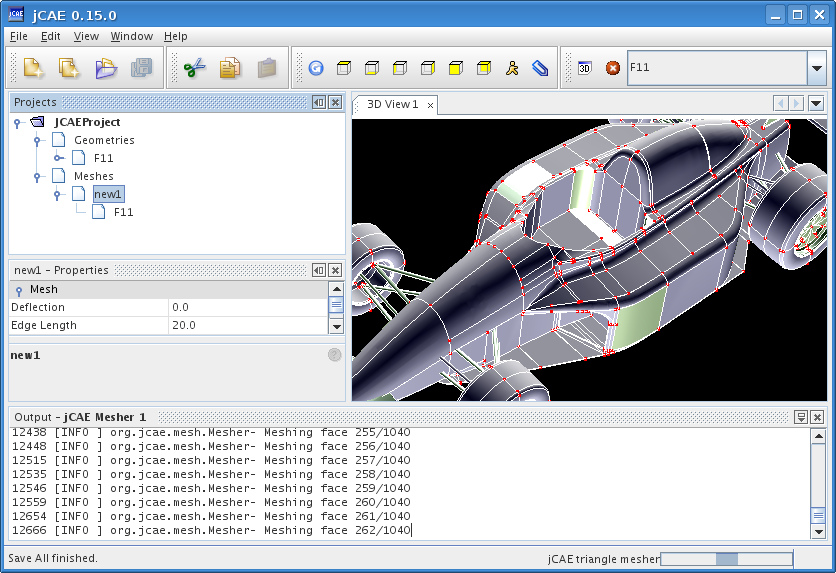 jCAE jCAE 0.15.0
File Edit View Window Help
3D F11
Projects
3D View 1
JCAEProject
Geometries
F11
Meshes
new1
F11
new1 - Properties
Mesh
Deflection 0.0
Edge Length 20.0
new1
Output - jCAE Mesher 1
12438 [INFO ] org.jcae.mesh.Mesher- Meshing face 255/1040
12448 [INFO ] org.jcae.mesh.Mesher- Meshing face 256/1040
12515 [INFO ] org.jcae.mesh.Mesher- Meshing face 257/1040
12535 [INFO ] org.jcae.mesh.Mesher- Meshing face 258/1040
12546 [INFO ] org.jcae.mesh.Mesher- Meshing face 259/1040
12559 [INFO ] org.jcae.mesh.Mesher- Meshing face 260/1040
12654 [INFO ] org.jcae.mesh.Mesher- Meshing face 261/1040
12666 [INFO ] org.jcae.mesh.Mesher- Meshing face 262/1040
Save All finished. jCAE triangle mesher